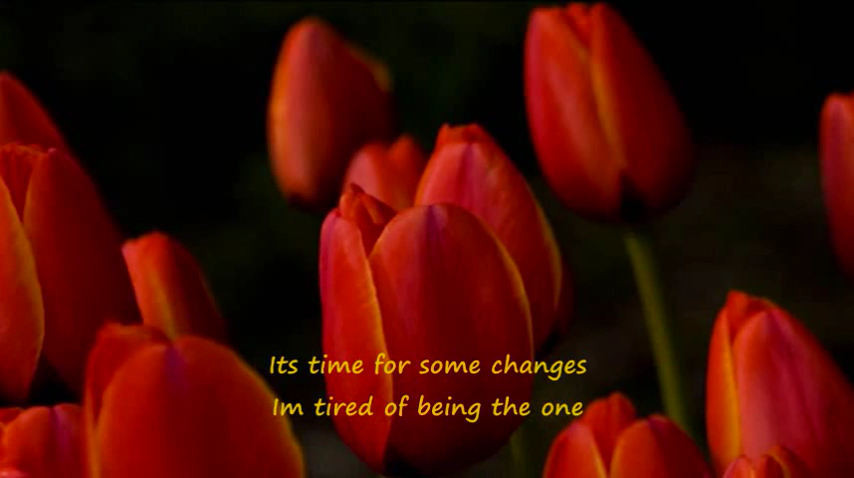 Its time for some changes
Im tired of being the one